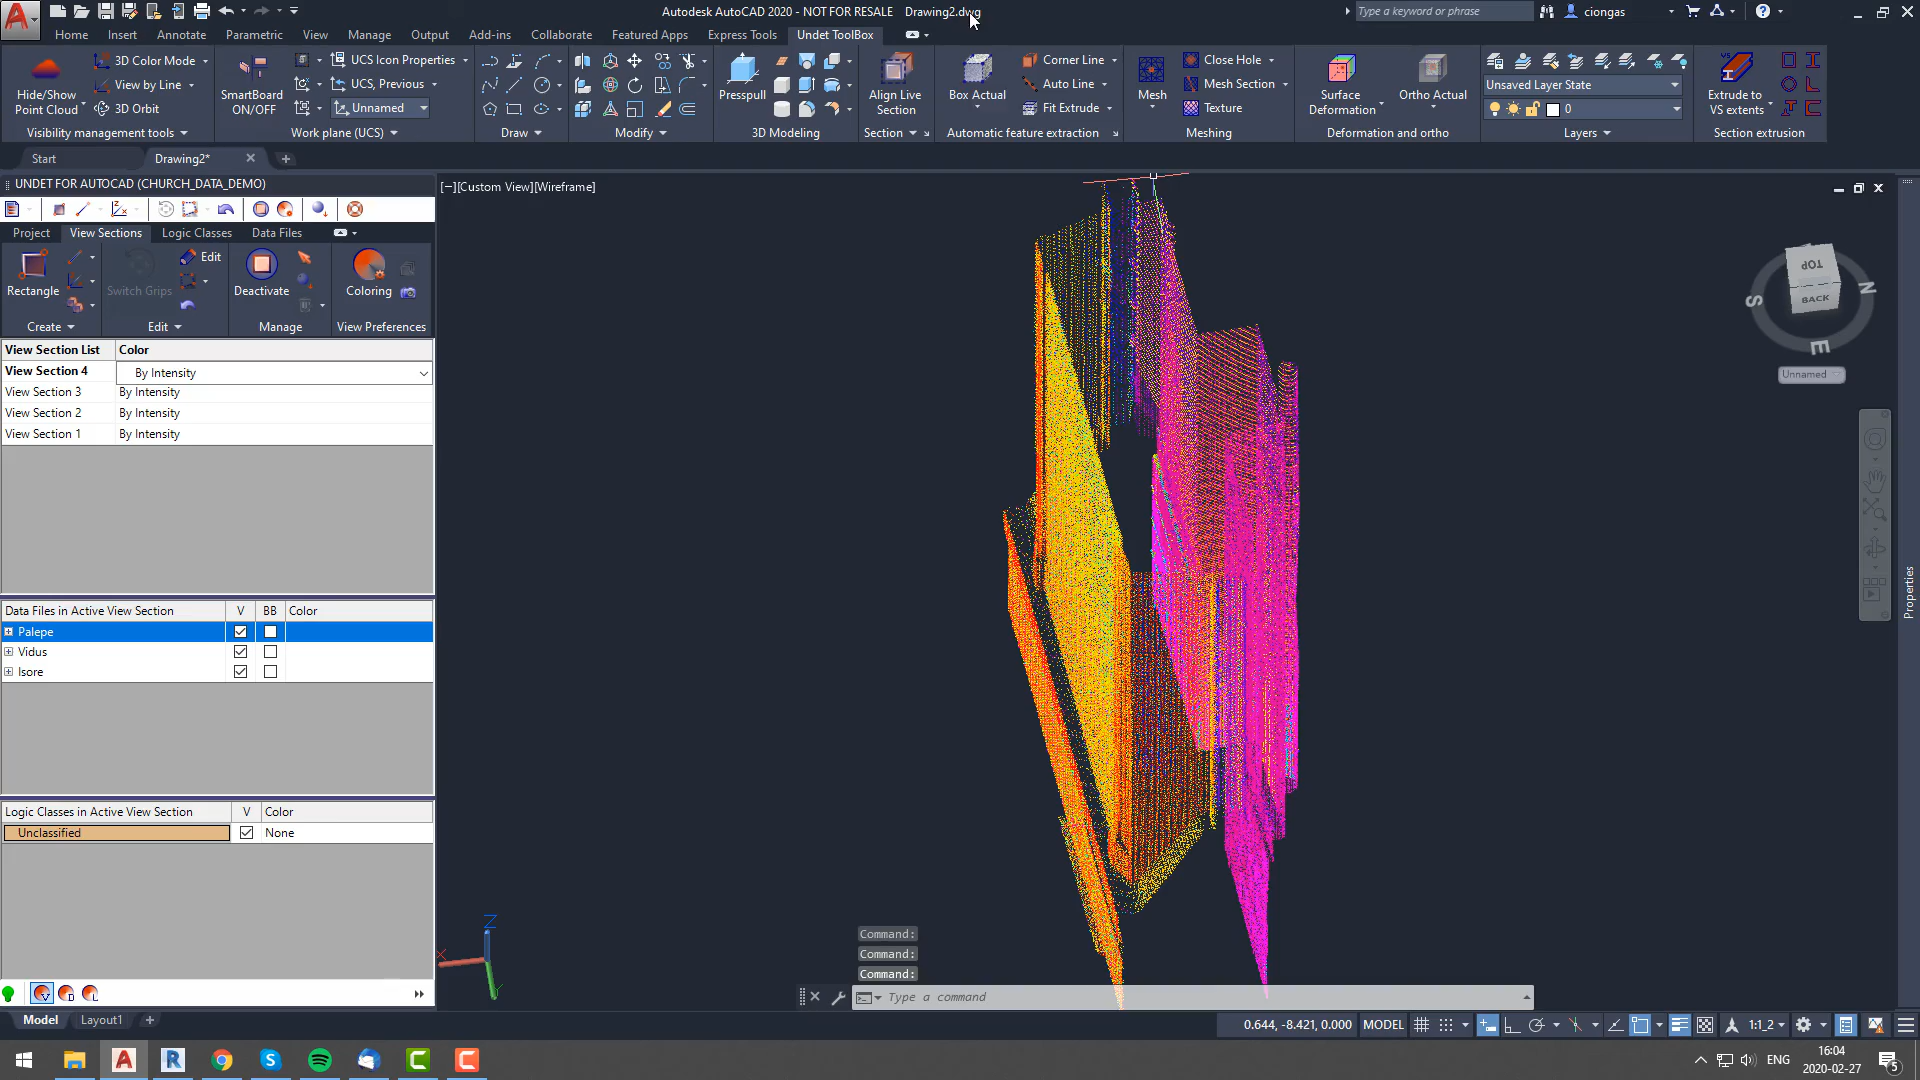 Autodesk AutoCAD 2020 - NOT FOR RESALE Drawing2.dwg
Type a keyword or phrase
ciongas
Home Insert Annotate Parametric View Manage Output Add-ins Collaborate Featured Apps Express Tools Undet ToolBox
Hide/Show
Point Cloud
3D Color Mode
View by Line
3D Orbit
Visibility management tools
SmartBoard
ON/OFF
UCS Icon Properties
UCS, Previous
Unnamed
Work plane (UCS)
Draw
Modify
Presspull
3D Modeling
Align Live
Section
Section
Box Actual
Corner Line
Auto Line
Fit Extrude
Automatic feature extraction
Mesh
Close Hole
Mesh Section
Texture
Meshing
Surface
Deformation
Ortho Actual
Deformation and ortho
Unsaved Layer State
0
Layers
Extrude to
VS extents
Section extrusion
Start
Drawing2*
UNDET FOR AUTOCAD (CHURCH_DATA_DEMO)
Project View Sections Logic Classes Data Files
Rectangle
Create
Switch Grips
Edit
Edit
Deactivate
Manage
Coloring
View Preferences
View Section List Color
View Section 4 By Intensity
View Section 3 By Intensity
View Section 2 By Intensity
View Section 1 By Intensity
Data Files in Active View Section V BB Color
Palepe
Vidus
Isore
Logic Classes in Active View Section V Color
Unclassified None
[−][Custom View][Wireframe]
TOP
BACK
S
N
E
Unnamed
Properties
Z
X
Y
Command:
Command:
Command:
Type a command
Model Layout1
0.644, -8.421, 0.000 MODEL 1:1_2
ENG
16:04
2020-02-27
5